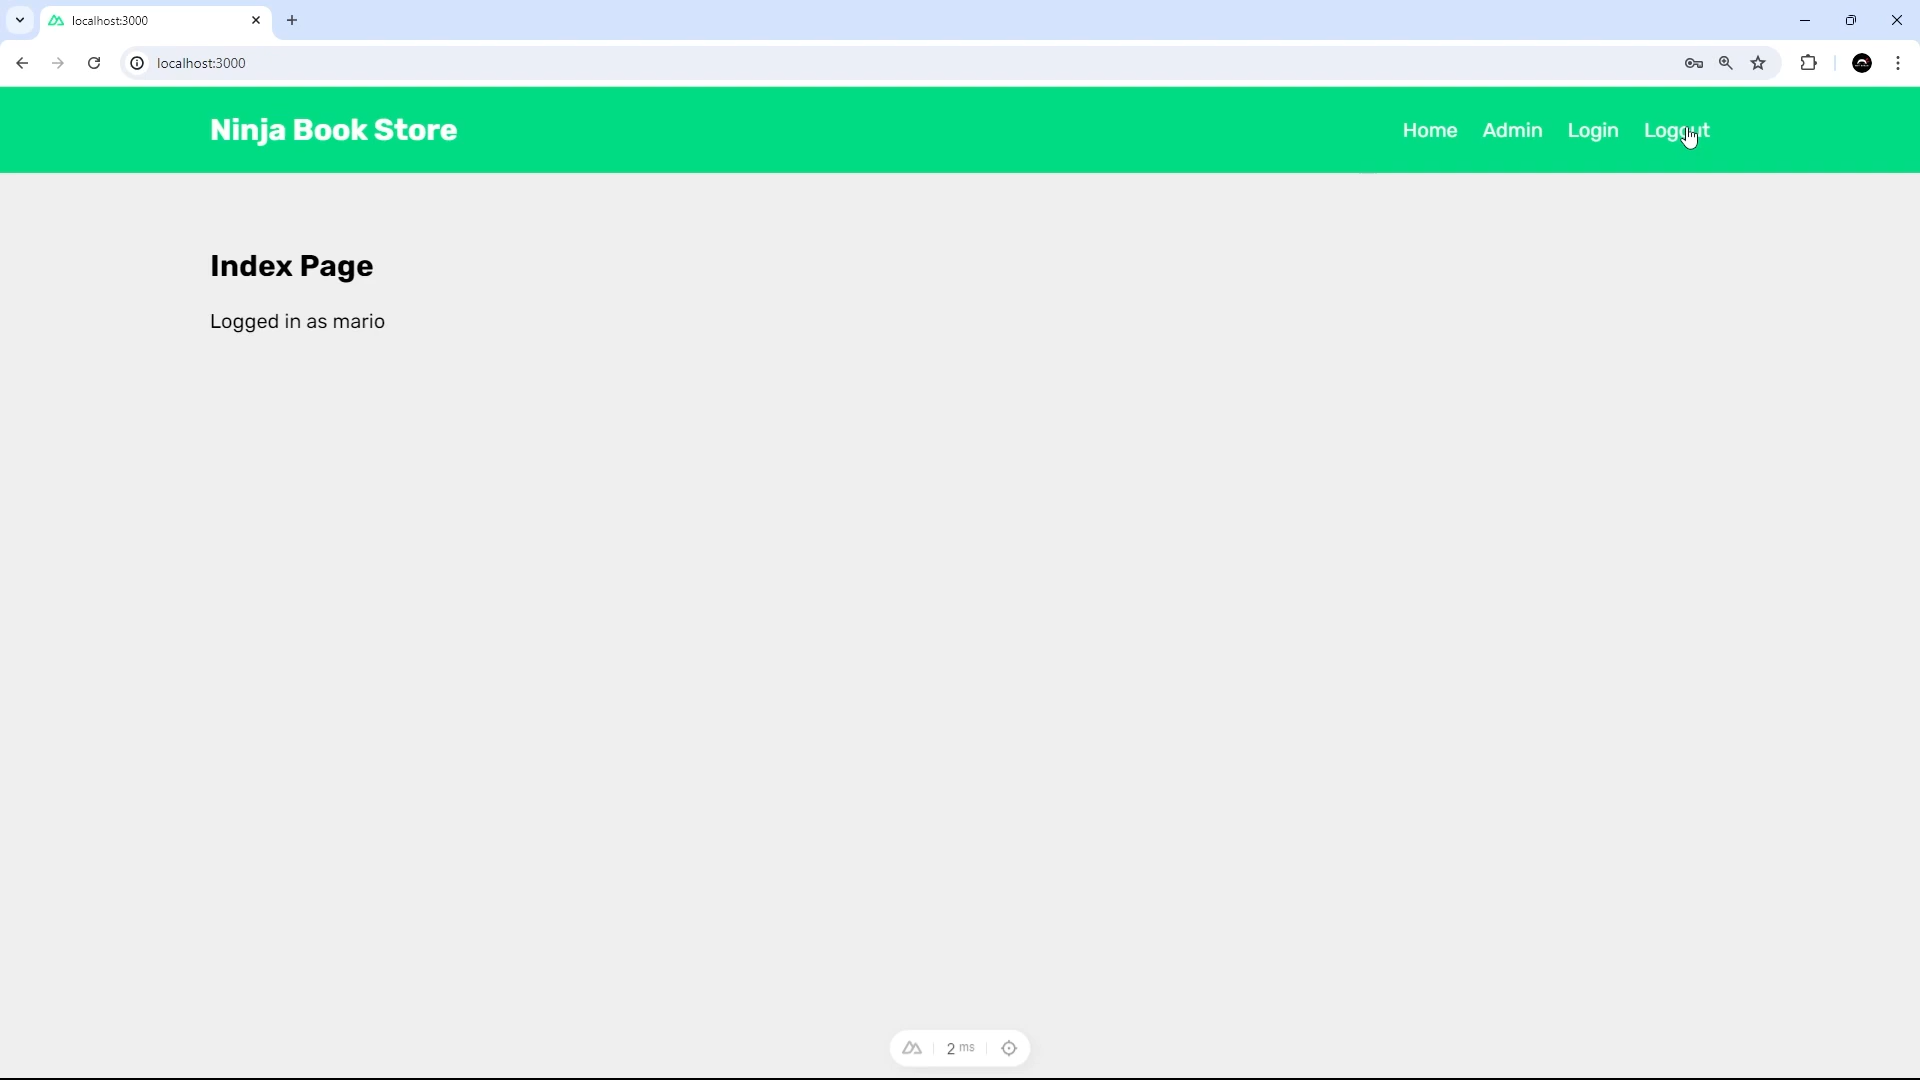 localhost:3000
localhost:3000
Ninja Book Store
Home Admin Login Logout
Index Page
Logged in as mario
2 ms